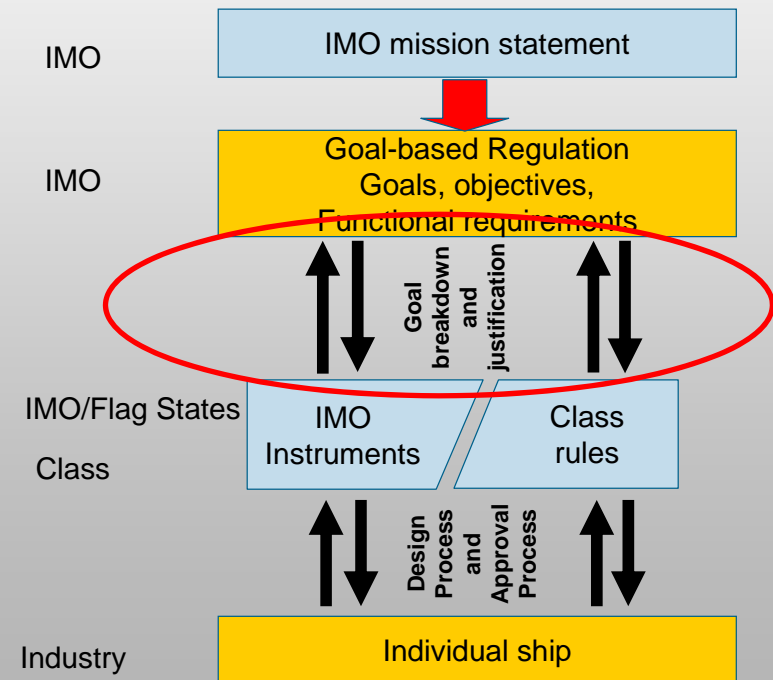 IMO
IMO mission statement
IMO
Goal-based Regulation
Goals, objectives,
Functional requirements
Goal
breakdown
and
justification
IMO/Flag States
Class
IMO
Instruments
Class
rules
Design
Process
and
Approval
Process
Industry
Individual ship